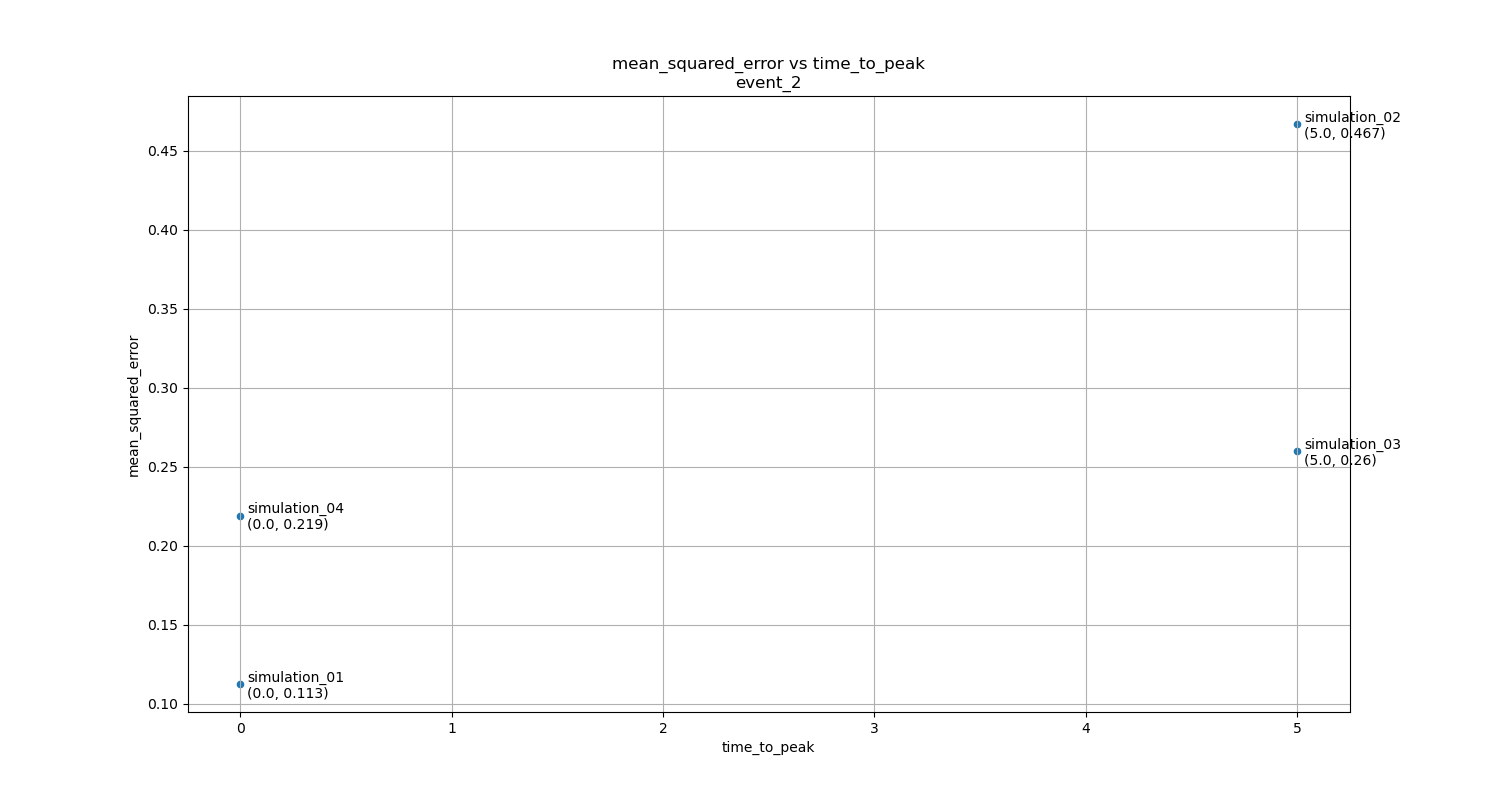 mean_squared_error vs time_to_peak
event_2
simulation_02
(5.0, 0.467)
0.45
0.40
0.35
0.30
mean_squared_error
simulation_03
(5.0, 0.26)
0.25
simulation_04
(0.0, 0.219)
0.20
0.15
simulation_01
(0.0, 0.113)
0.10
0 1 2 3 4 5
time_to_peak